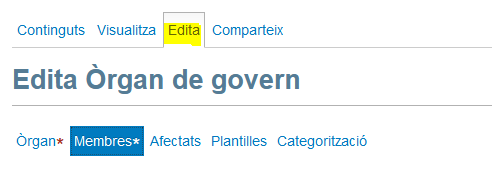 Continguts Visualitza Edita Comparteix
Edita Òrgan de govern
Òrgan* Membres* Afectats Plantilles Categorització